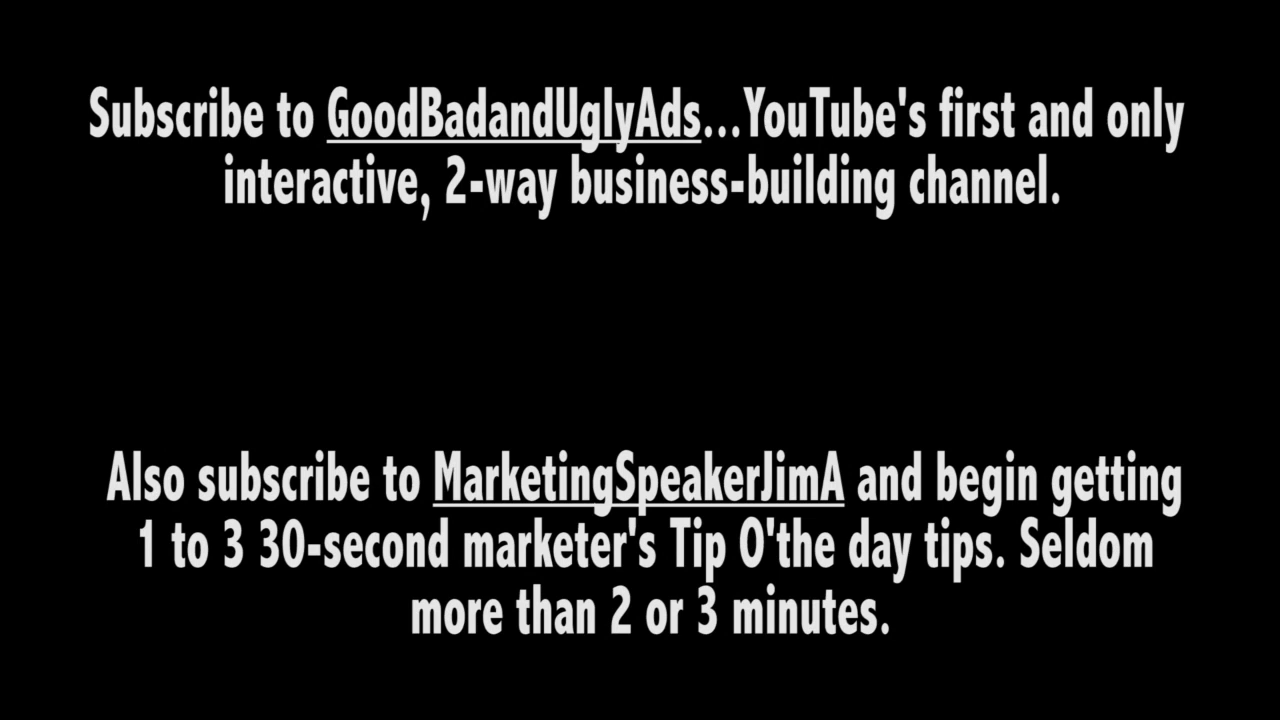 Subscribe to GoodBadandUglyAds...YouTube's first and only
interactive, 2-way business-building channel.
Also subscribe to MarketingSpeakerJimA and begin getting
1 to 3 30-second marketer's Tip O'the day tips. Seldom
more than 2 or 3 minutes.